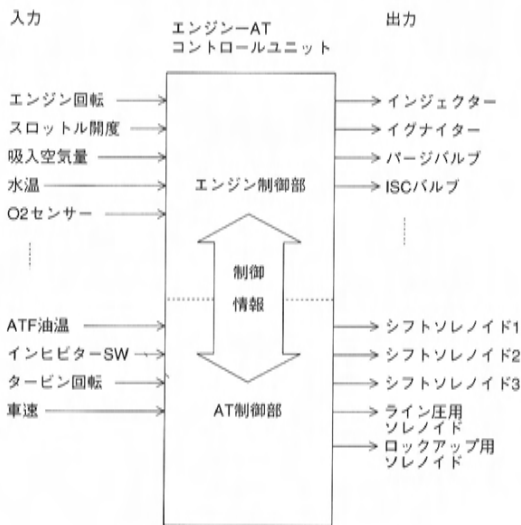 入力
エンジンーAT
コントロールユニット
出力
エンジン回転
スロットル開度
吸入空気量
水温
O2センサー
エンジン制御部
インジェクター
イグナイター
パージバルブ
ISCバルブ
制御
情報
ATF油温
インヒビターSW
タービン回転
車速
AT制御部
シフトソレノイド1
シフトソレノイド2
シフトソレノイド3
ライン圧用
ソレノイド
ロックアップ用
ソレノイド